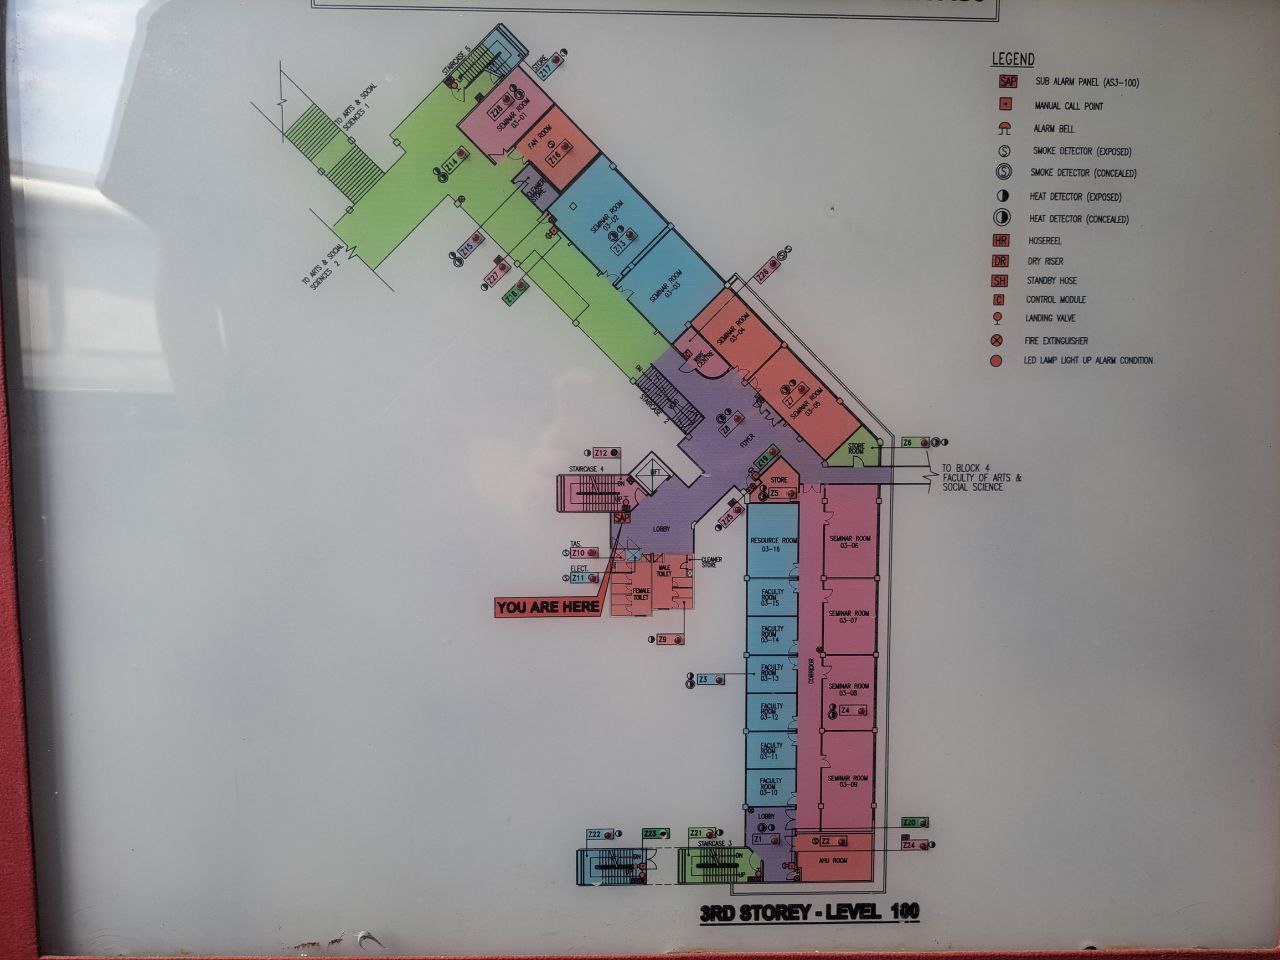 LEGEND
SAP SUB ALARM PANEL (AS3-100)
MANUAL CALL POINT
ALARM BELL
S SMOKE DETECTOR (EXPOSED)
S SMOKE DETECTOR (CONCEALED)
HEAT DETECTOR (EXPOSED)
HEAT DETECTOR (CONCEALED)
HR HOSEREEL
DR DRY RISER
SH STANDBY HOSE
C CONTROL MODULE
LANDING VALVE
FIRE EXTINGUISHER
LED LAMP LIGHT UP ALARM CONDITION
STAIRCASE 5
STORE
Z17
TO ARTS & SOCIAL
SCIENCES 1
Z28
SEMINAR ROOM
03-01
FAN ROOM
Z16
Z14
CLEANER
STORE
TO ARTS & SOCIAL
SCIENCES 2
Z15
Z27
Z18
SEMINAR ROOM
03-02
Z13
SEMINAR ROOM
03-03
Z26
SEMINAR ROOM
03-04
Z7
SEMINAR ROOM
03-05
STAIRCASE 2
Z8
FOYER
STORE
ROOM
Z6
TO BLOCK 4
FACULTY OF ARTS &
SOCIAL SCIENCE
Z12
STAIRCASE 4
DN
UP
LIFT
SAP
LOBBY
Z19
STORE
Z5
Z25
TAS.
Z10
ELECT.
Z11
YOU ARE HERE
FEMALE
TOILET
MALE
TOILET
CLEANER
STORE
Z9
RESOURCE ROOM
03-16
FACULTY
ROOM
03-15
FACULTY
ROOM
03-14
FACULTY
ROOM
03-13
Z3
FACULTY
ROOM
03-12
FACULTY
ROOM
03-11
FACULTY
ROOM
03-10
CORRIDOR
SEMINAR ROOM
03-06
SEMINAR ROOM
03-07
SEMINAR ROOM
03-08
Z4
SEMINAR ROOM
03-09
LOBBY
Z1
Z2
AHU ROOM
Z20
Z24
Z22
Z23
Z21
STAIRCASE 3
DN
UP
3RD STOREY - LEVEL 100